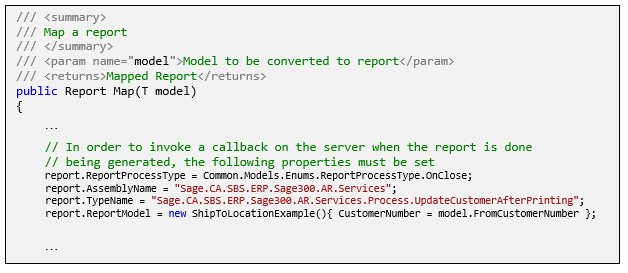 /// <summary>
/// Map a report
/// </summary>
/// <param name="model">Model to be converted to report</param>
/// <returns>Mapped Report</returns>
public Report Map(T model)
{
...
// In order to invoke a callback on the server when the report is done
// being generated, the following properties must be set
report.ReportProcessType = Common.Models.Enums.ReportProcessType.OnClose;
report.AssemblyName = "Sage.CA.SBS.ERP.Sage300.AR.Services";
report.TypeName = "Sage.CA.SBS.ERP.Sage300.AR.Services.Process.UpdateCustomerAfterPrinting";
report.ReportModel = new ShipToLocationExample(){ CustomerNumber = model.FromCustomerNumber };
...